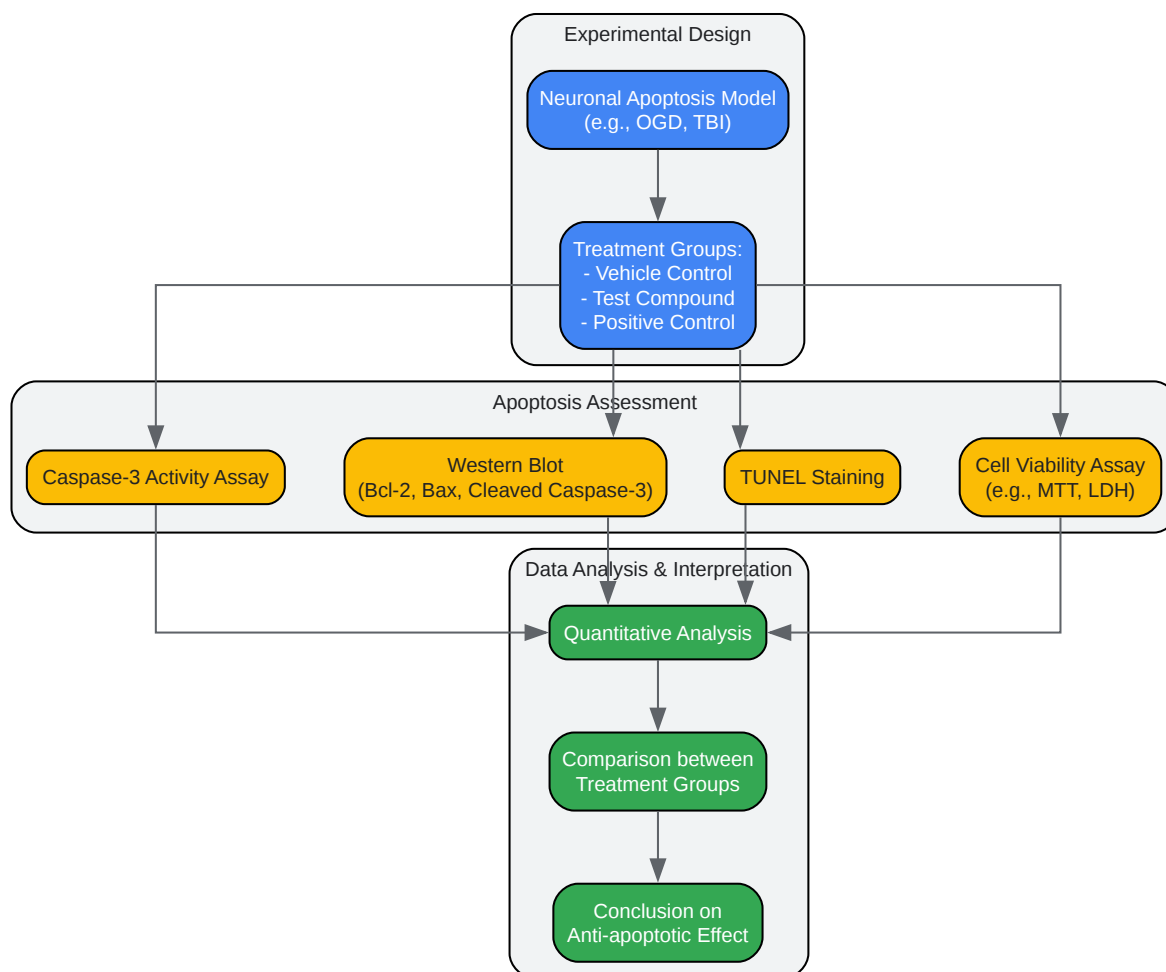 Experimental Design
Neuronal Apoptosis Model
(e.g., OGD, TBI)
Treatment Groups:
- Vehicle Control
- Test Compound
- Positive Control
Apoptosis Assessment
Caspase-3 Activity Assay
Western Blot
(Bcl-2, Bax, Cleaved Caspase-3)
TUNEL Staining
Cell Viability Assay
(e.g., MTT, LDH)
Data Analysis & Interpretation
Quantitative Analysis
Comparison between
Treatment Groups
Conclusion on
Anti-apoptotic Effect